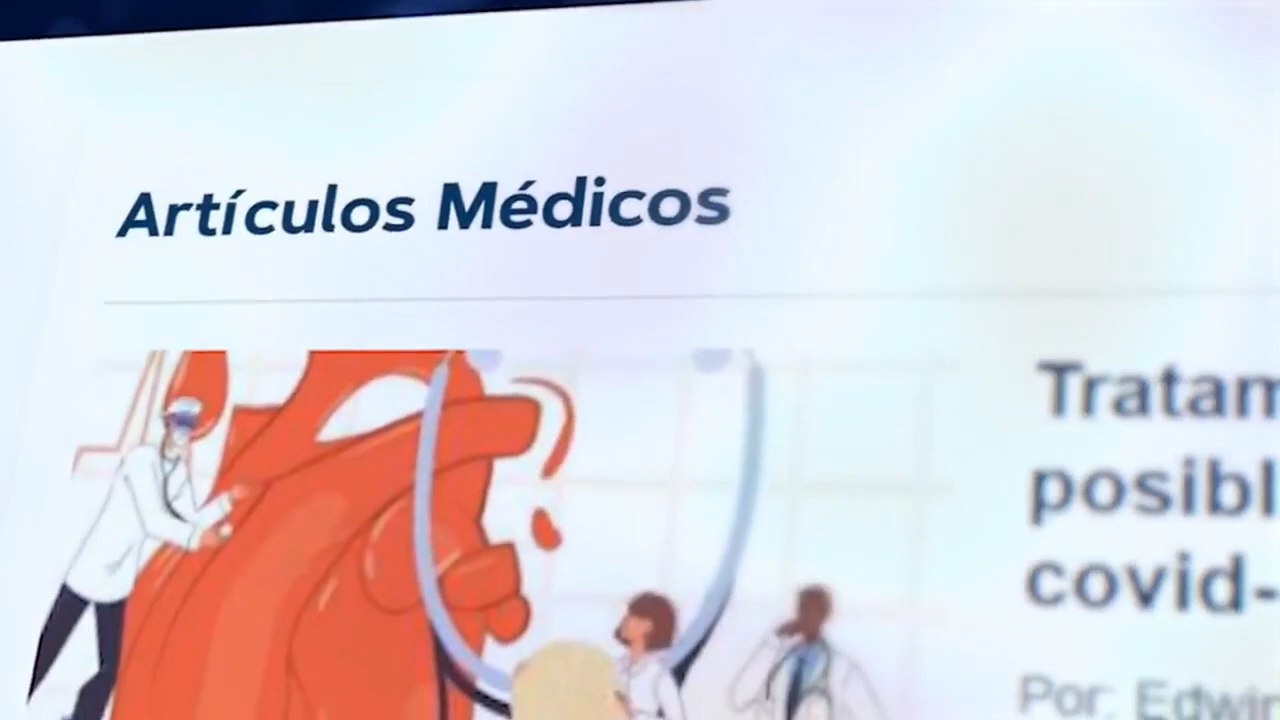 Artículos Médicos
Tratam
posibl
covid-
Por: Edwin